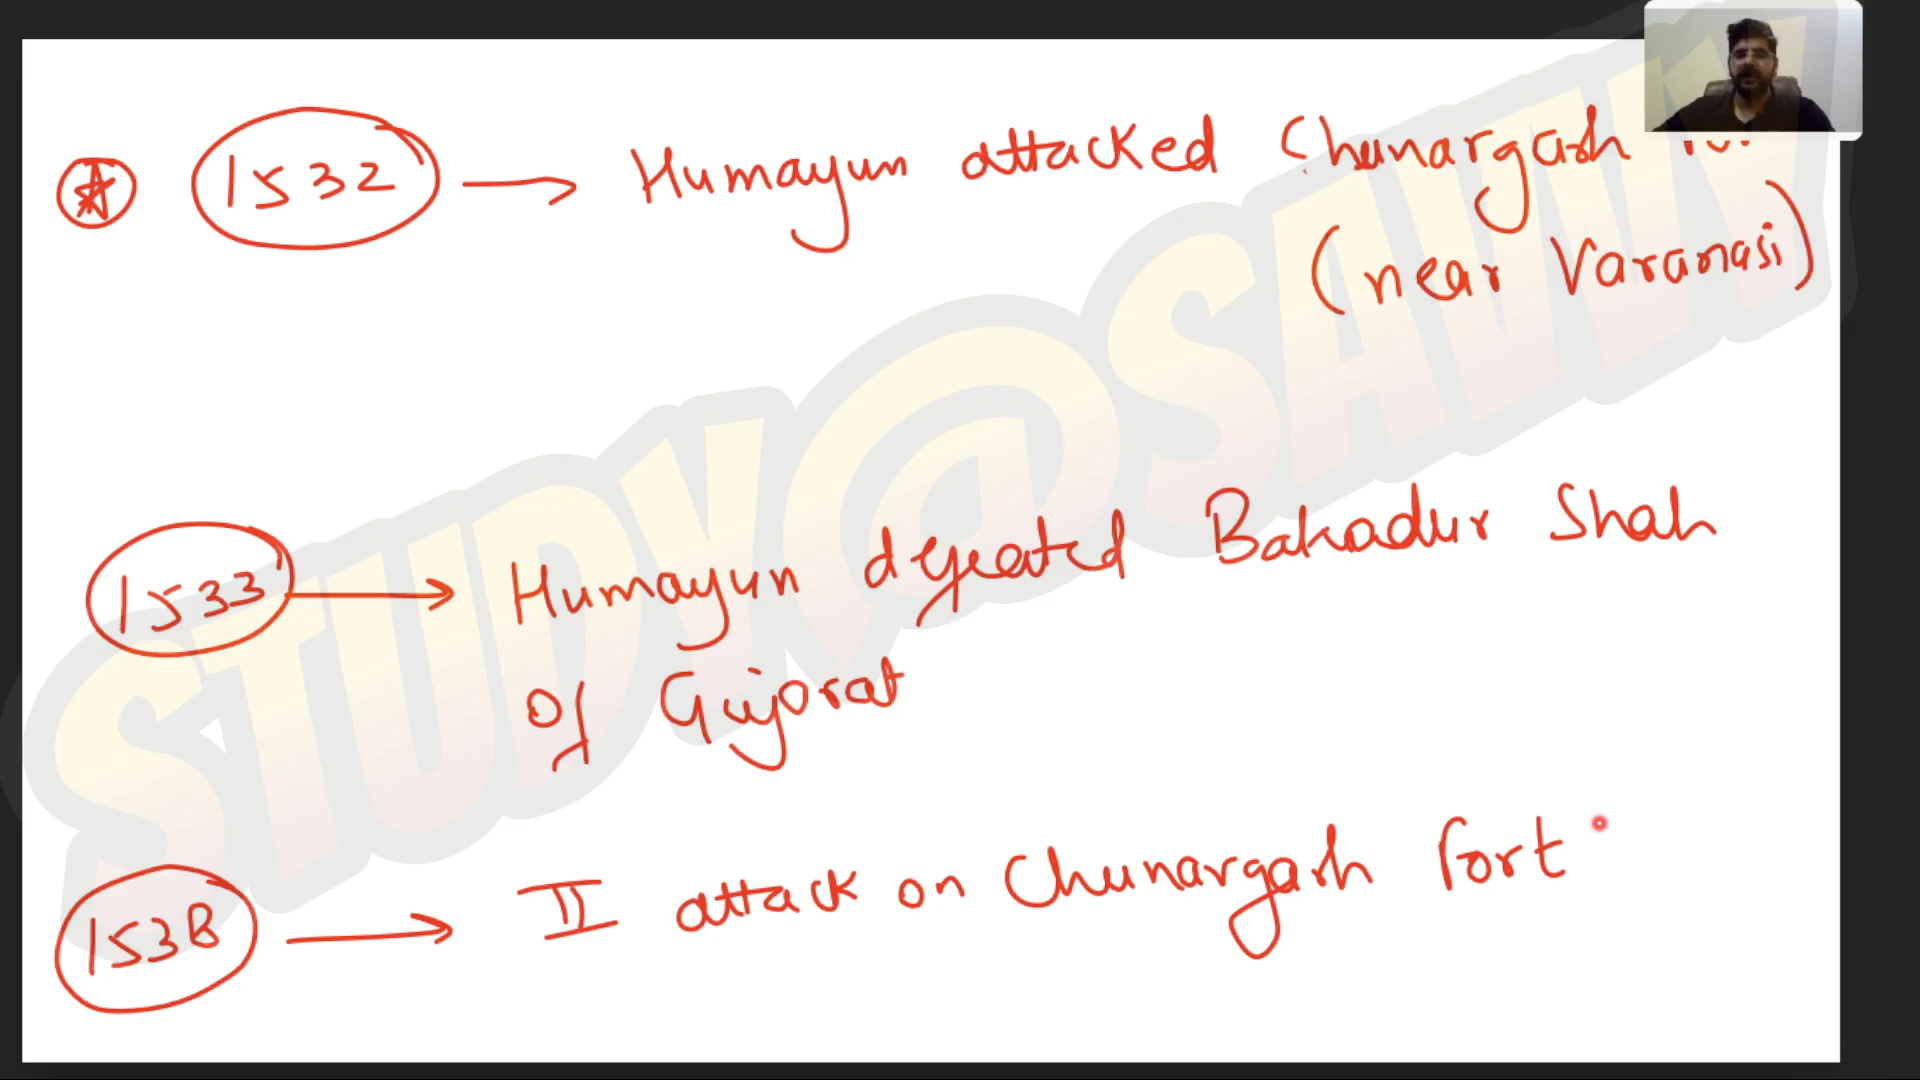 1532 → Humayun attacked Chunargarh
(near Varanasi)
1533 → Humayun defeated Bahadur Shah
of Gujarat
1538 → II attack on Chunargarh Fort
STUDY@SAVVY